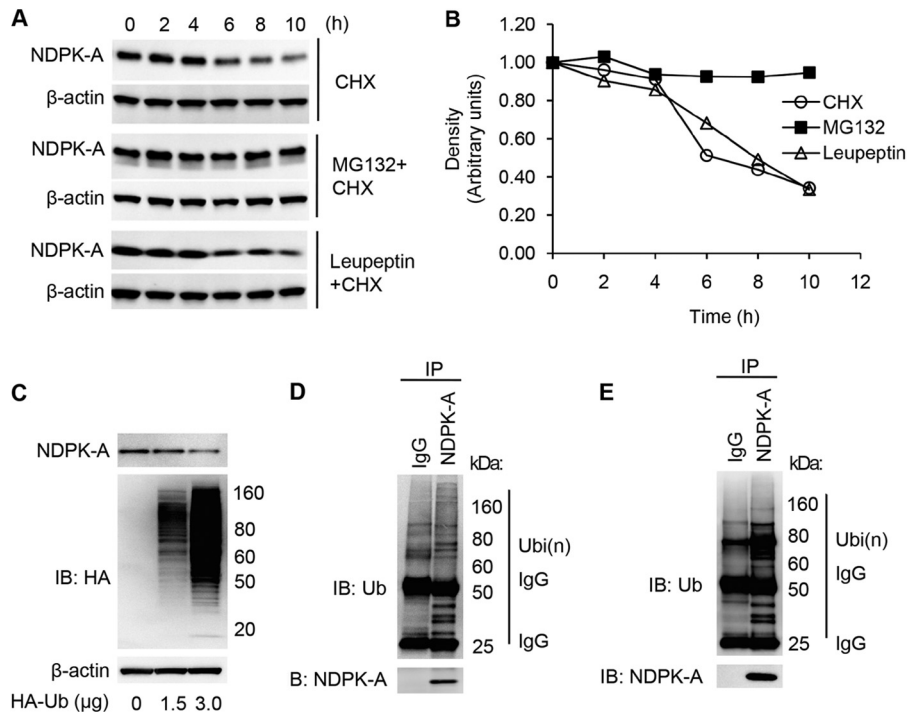 A
0 2 4 6 8 10 (h)
NDPK-A
β-actin
CHX
NDPK-A
β-actin
MG132+
CHX
NDPK-A
β-actin
Leupeptin
+CHX
B
Density
(Arbitrary units)
1.20
1.00
0.80
0.60
0.40
1.20
0.00
0 2 4 6 8 10 12
Time (h)
CHX
MG132
Leupeptin
C
NDPK-A
IB: HA
160
80
60
50
20
β-actin
HA-Ub (µg) 0 1.5 3.0
D
IP
IgG
NDPK-A
kDa:
160
80
60
50
25
Ubi(n)
IgG
IgG
IB: Ub
B: NDPK-A
E
IP
IgG
NDPK-A
kDa:
160
80
60
50
25
Ubi(n)
IgG
IgG
IB: Ub
IB: NDPK-A